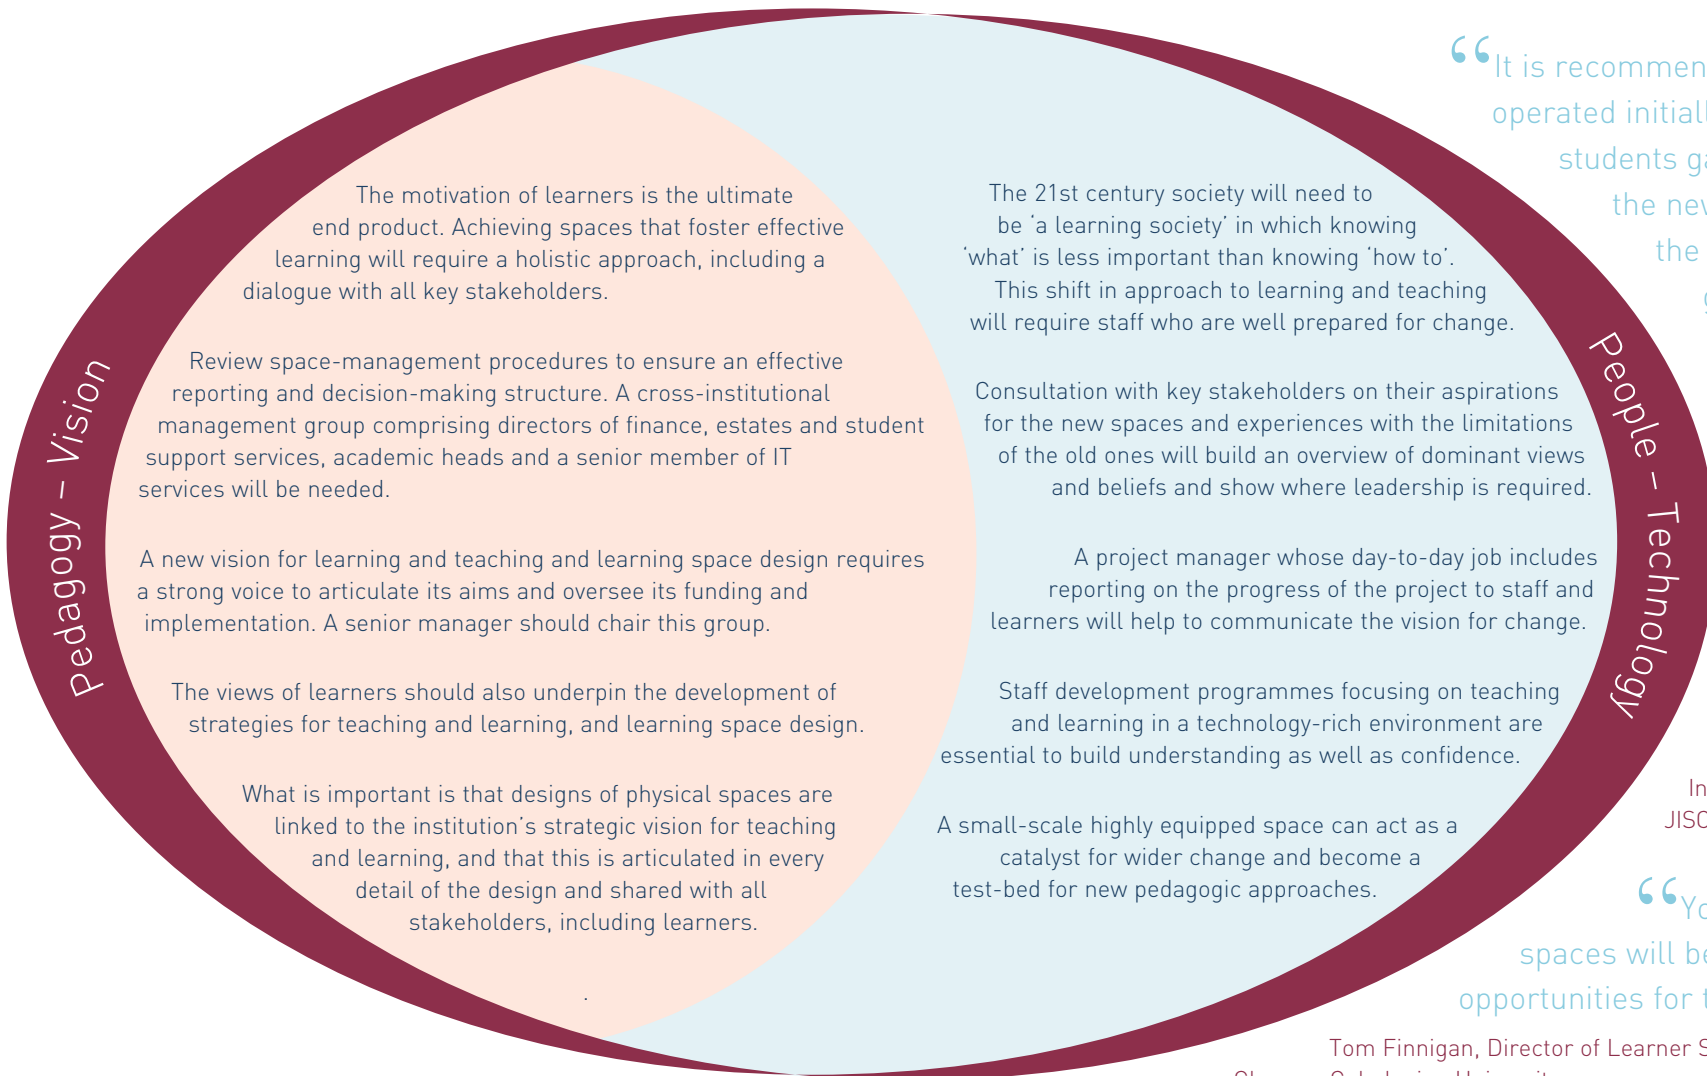 Pedagogy – Vision
The motivation of learners is the ultimate
end product. Achieving spaces that foster effective
learning will require a holistic approach, including a
dialogue with all key stakeholders.
Review space-management procedures to ensure an effective
reporting and decision-making structure. A cross-institutional
management group comprising directors of finance, estates and student
support services, academic heads and a senior member of IT
services will be needed.
A new vision for learning and teaching and learning space design requires
a strong voice to articulate its aims and oversee its funding and
implementation. A senior manager should chair this group.
The views of learners should also underpin the development of
strategies for teaching and learning, and learning space design.
What is important is that designs of physical spaces are
linked to the institution’s strategic vision for teaching
and learning, and that this is articulated in every
detail of the design and shared with all
stakeholders, including learners.
.
The 21st century society will need to
be ‘a learning society’ in which knowing
‘what’ is less important than knowing ‘how to’.
This shift in approach to learning and teaching
will require staff who are well prepared for change.
Consultation with key stakeholders on their aspirations
for the new spaces and experiences with the limitations
of the old ones will build an overview of dominant views
and beliefs and show where leadership is required.
A project manager whose day-to-day job includes
reporting on the progress of the project to staff and
learners will help to communicate the vision for change.
Staff development programmes focusing on teaching
and learning in a technology-rich environment are
essential to build understanding as well as confidence.
A small-scale highly equipped space can act as a
catalyst for wider change and become a
test-bed for new pedagogic approaches.
People – Technology
“It is recommen
operated initiall
students ga
the new
the
In
JISC
“Yo
spaces will be
opportunities for t
Tom Finnigan, Director of Learner S